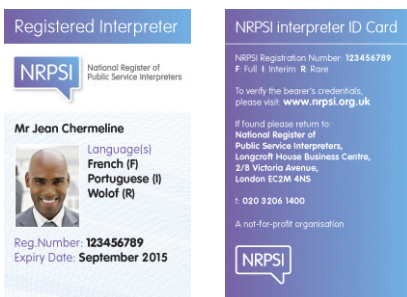 Registered Interpreter
NRPSI
National Register of
Public Service Interpreters
Mr Jean Chermeline
Language(s)
French (F)
Portuguese (I)
Wolof (R)
Reg.Number: 123456789
Expiry Date: September 2015
NRPSI interpreter ID Card
NRPSI Registration Number: 123456789
F: Full I: Interim R: Rare
To verify the bearer's credentials,
please visit: www.nrpsi.org.uk
If found please return to:
National Register of
Public Service Interpreters,
Longcroft House Business Centre,
2/8 Victoria Avenue,
London EC2M 4NS
t: 020 3206 1400
A not-for-profit organisation
NRPSI